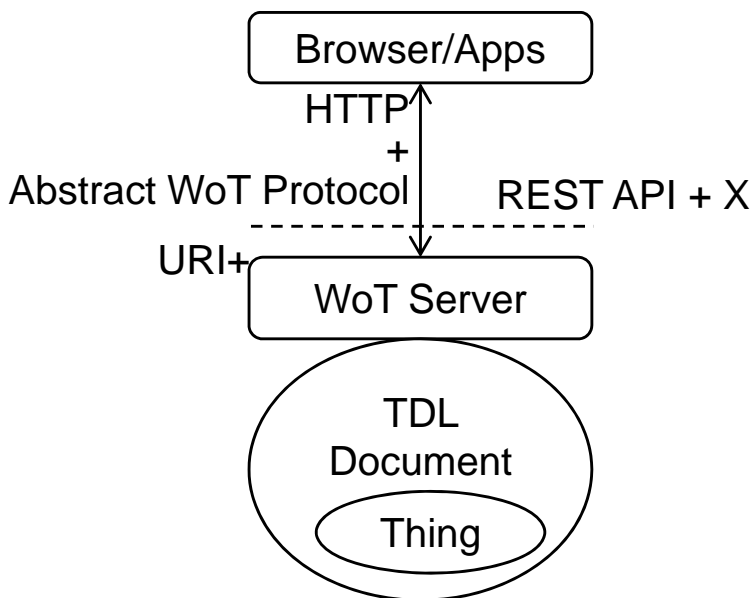 Browser/Apps
HTTP
+
Abstract WoT Protocol
REST API + X
URI+
WoT Server
TDL
Document
Thing